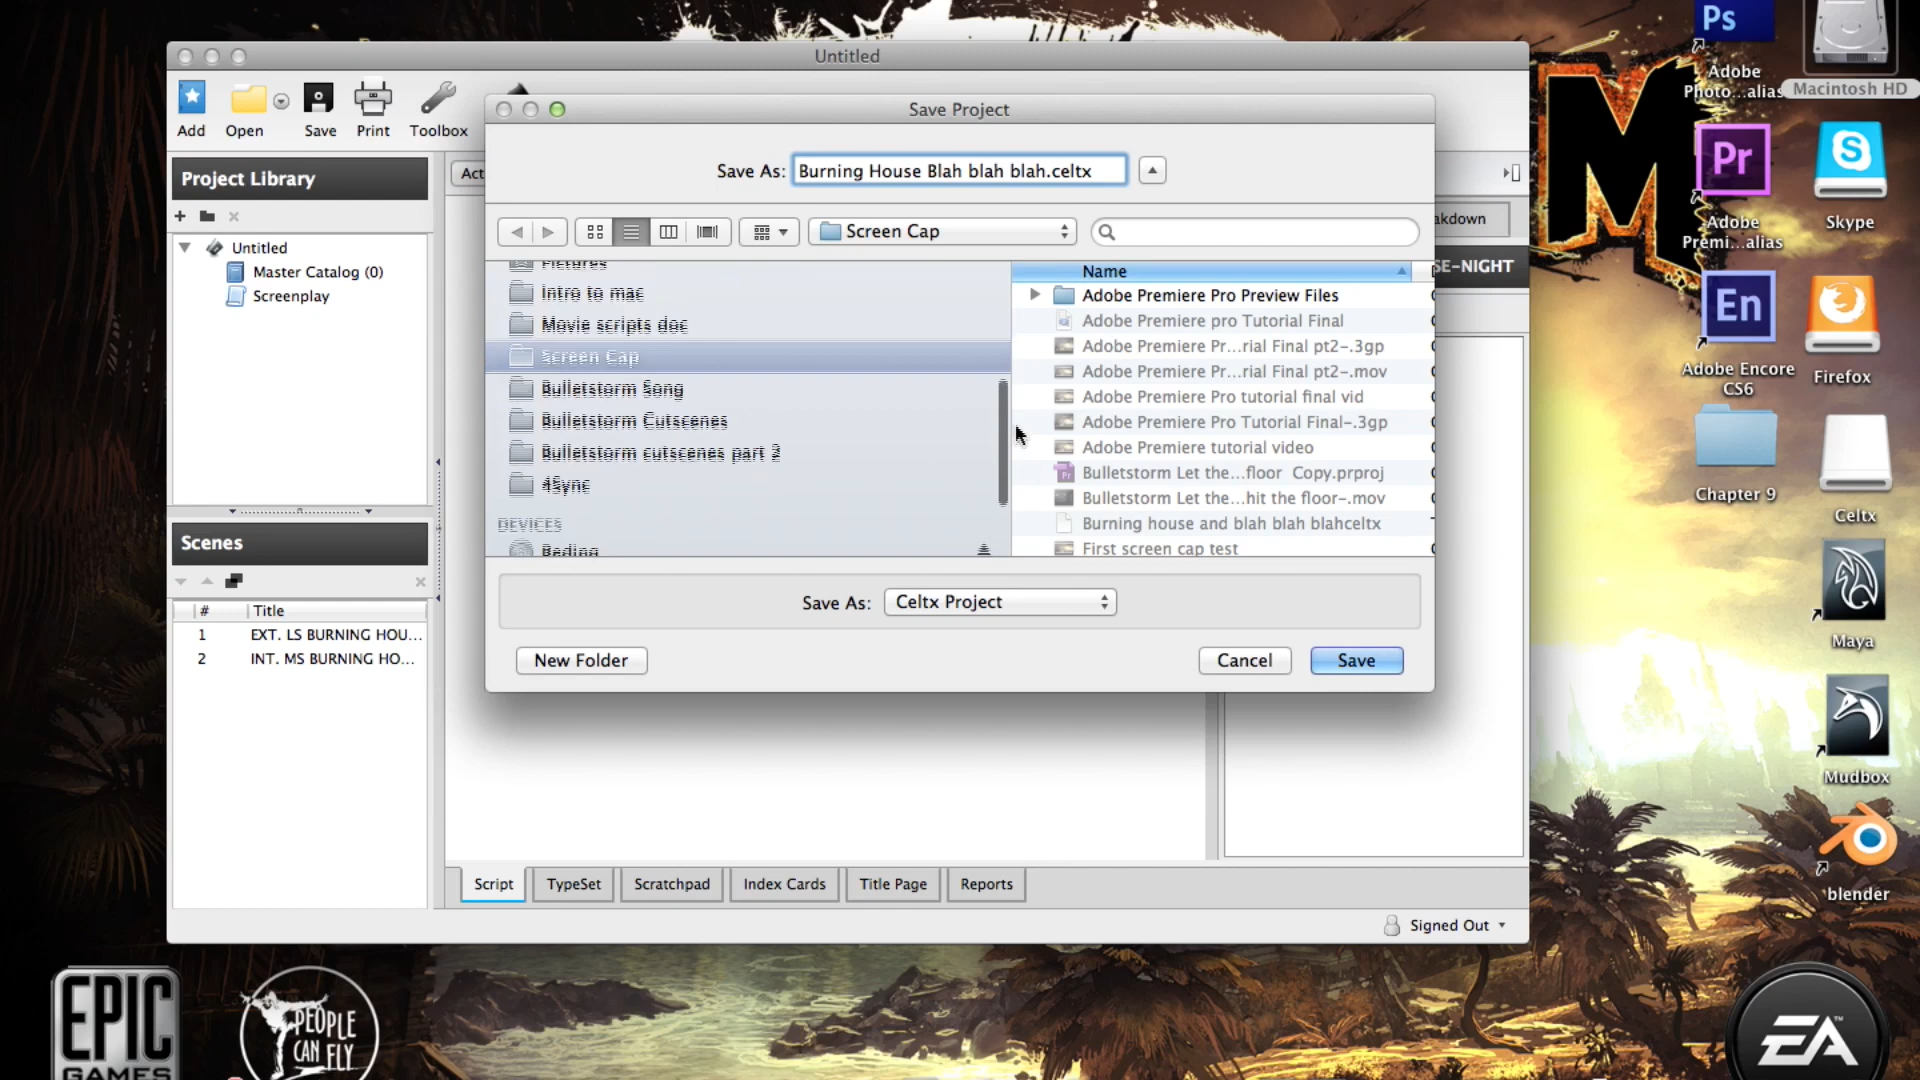 Untitled
Add
Open
Save
Print
Toolbox
Save Project
Save As: Burning House Blah blah blah.celtx
Project Library
Act
Screen Cap
akdown
Untitled
Master Catalog (0)
Screenplay
Pictures
Intro to mac
Movie scripts doc
Screen Cap
Bulletstorm Song
Bulletstorm Cutscenes
Bulletstorm cutscenes part 2
4Sync
DEVICES
Name
Adobe Premiere Pro Preview Files
Adobe Premiere pro Tutorial Final
Adobe Premiere Pr...rial Final pt2-.3gp
Adobe Premiere Pr...rial Final pt2-.mov
Adobe Premiere Pro tutorial final vid
Adobe Premiere Pro Tutorial Final-.3gp
Adobe Premiere tutorial video
Bulletstorm Let the...floor Copy.prproj
Bulletstorm Let the...hit the floor-.mov
Burning house and blah blah blahceltx
First screen cap test
SE-NIGHT
Save As: Celtx Project
New Folder
Cancel
Save
Scenes
# Title
1 EXT. LS BURNING HOU...
2 INT. MS BURNING HO...
Script
TypeSet
Scratchpad
Index Cards
Title Page
Reports
Signed Out
Ps
Adobe
Photo...alias
Macintosh HD
Pr
Adobe
Premi...alias
S
Skype
En
Adobe Encore
CS6
Firefox
Chapter 9
Celtx
Maya
Mudbox
blender
EPIC
GAMES
PEOPLE
CAN FLY
EA